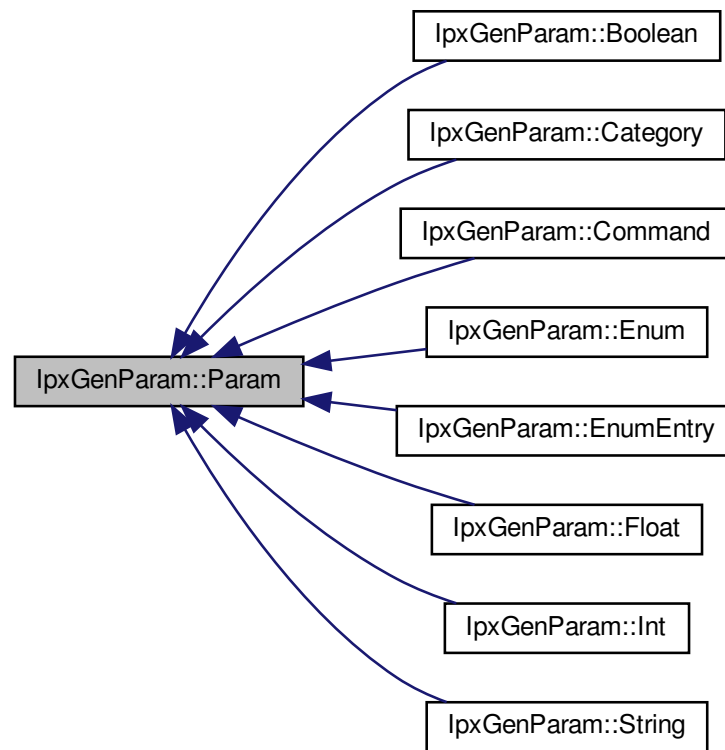 IpxGenParam::Boolean
IpxGenParam::Category
IpxGenParam::Command
IpxGenParam::Enum
IpxGenParam::Param
IpxGenParam::EnumEntry
IpxGenParam::Float
IpxGenParam::Int
IpxGenParam::String